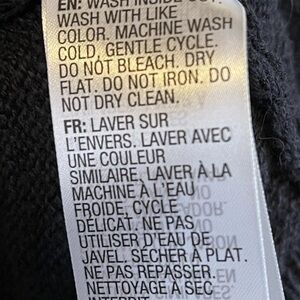 EN: WASH INSIDE OUT.
WASH WITH LIKE
COLOR. MACHINE WASH
COLD, GENTLE CYCLE.
DO NOT BLEACH. DRY
FLAT. DO NOT IRON. DO
NOT DRY CLEAN.
FR: LAVER SUR
L'ENVERS. LAVER AVEC
UNE COULEUR
SIMILAIRE. LAVER À LA
MACHINE À L'EAU
FROIDE, CYCLE
DÉLICAT. NE PAS
UTILISER D'EAU DE
JAVEL. SÉCHER À PLAT.
NE PAS REPASSER.
NETTOYAGE À SEC
INTERDIT